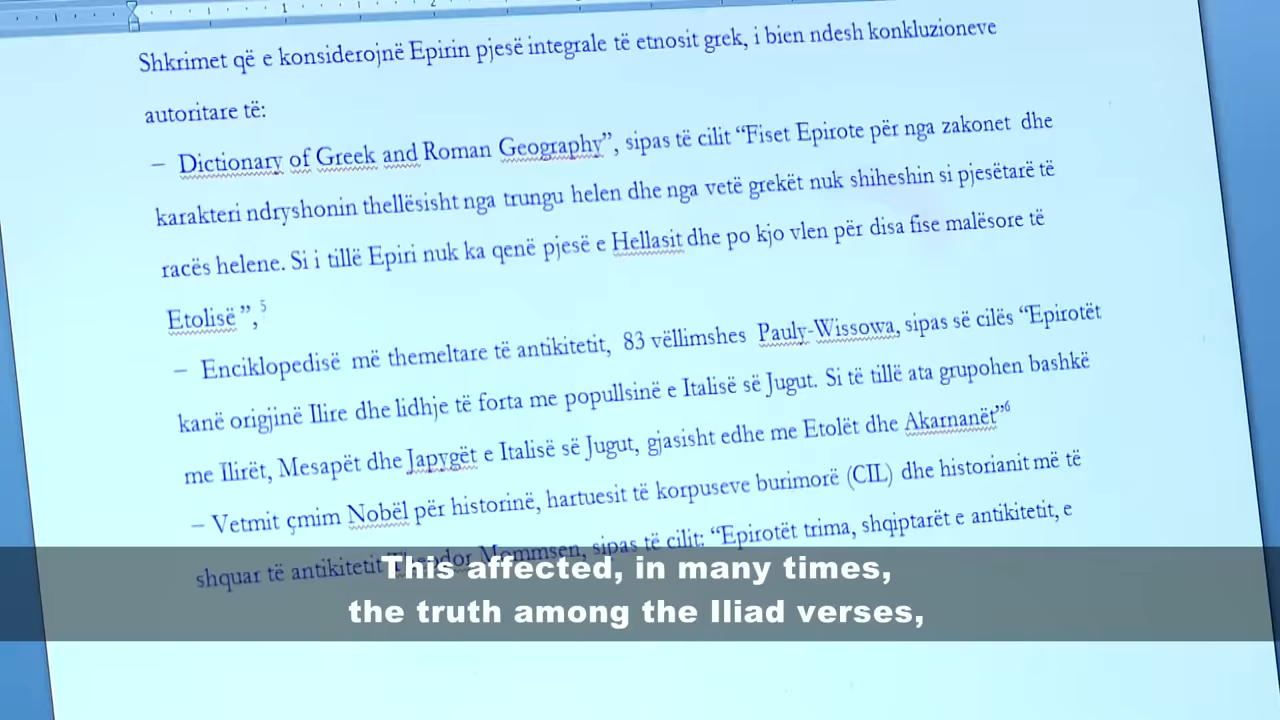 1
2
Shkrimet që e konsiderojnë Epirin pjesë integrale të etnosit grek, i bien ndesh konkluzioneve
autoritare të:
– Dictionary of Greek and Roman Geography”, sipas të cilit “Fiset Epirote për nga zakonet dhe
karakteri ndryshonin thellësisht nga trungu helen dhe nga vetë grekët nuk shiheshin si pjesëtarë të
racës helene. Si i tillë Epiri nuk ka qenë pjesë e Hellasit dhe po kjo vlen për disa fise malësore të
Etolisë”,5
– Enciklopedisë më themeltare të antikitetit, 83 vëllimshes Pauly-Wissowa, sipas së cilës “Epirotët
kanë origjinë Ilire dhe lidhje të forta me popullsinë e Italisë së Jugut. Si të tillë ata grupohen bashkë
me Ilirët, Mesapët dhe Japygët e Italisë së Jugut, gjasisht edhe me Etolët dhe Akarnanët”6
– Vetmit çmim Nobël për historinë, hartuesit të korpuseve burimorë (CIL) dhe historianit më të
shquar të antikitetit Theodor Mommsen, sipas të cilit: “Epirotët trima, shqiptarët e antikitetit, e
This affected, in many times,
the truth among the Iliad verses,